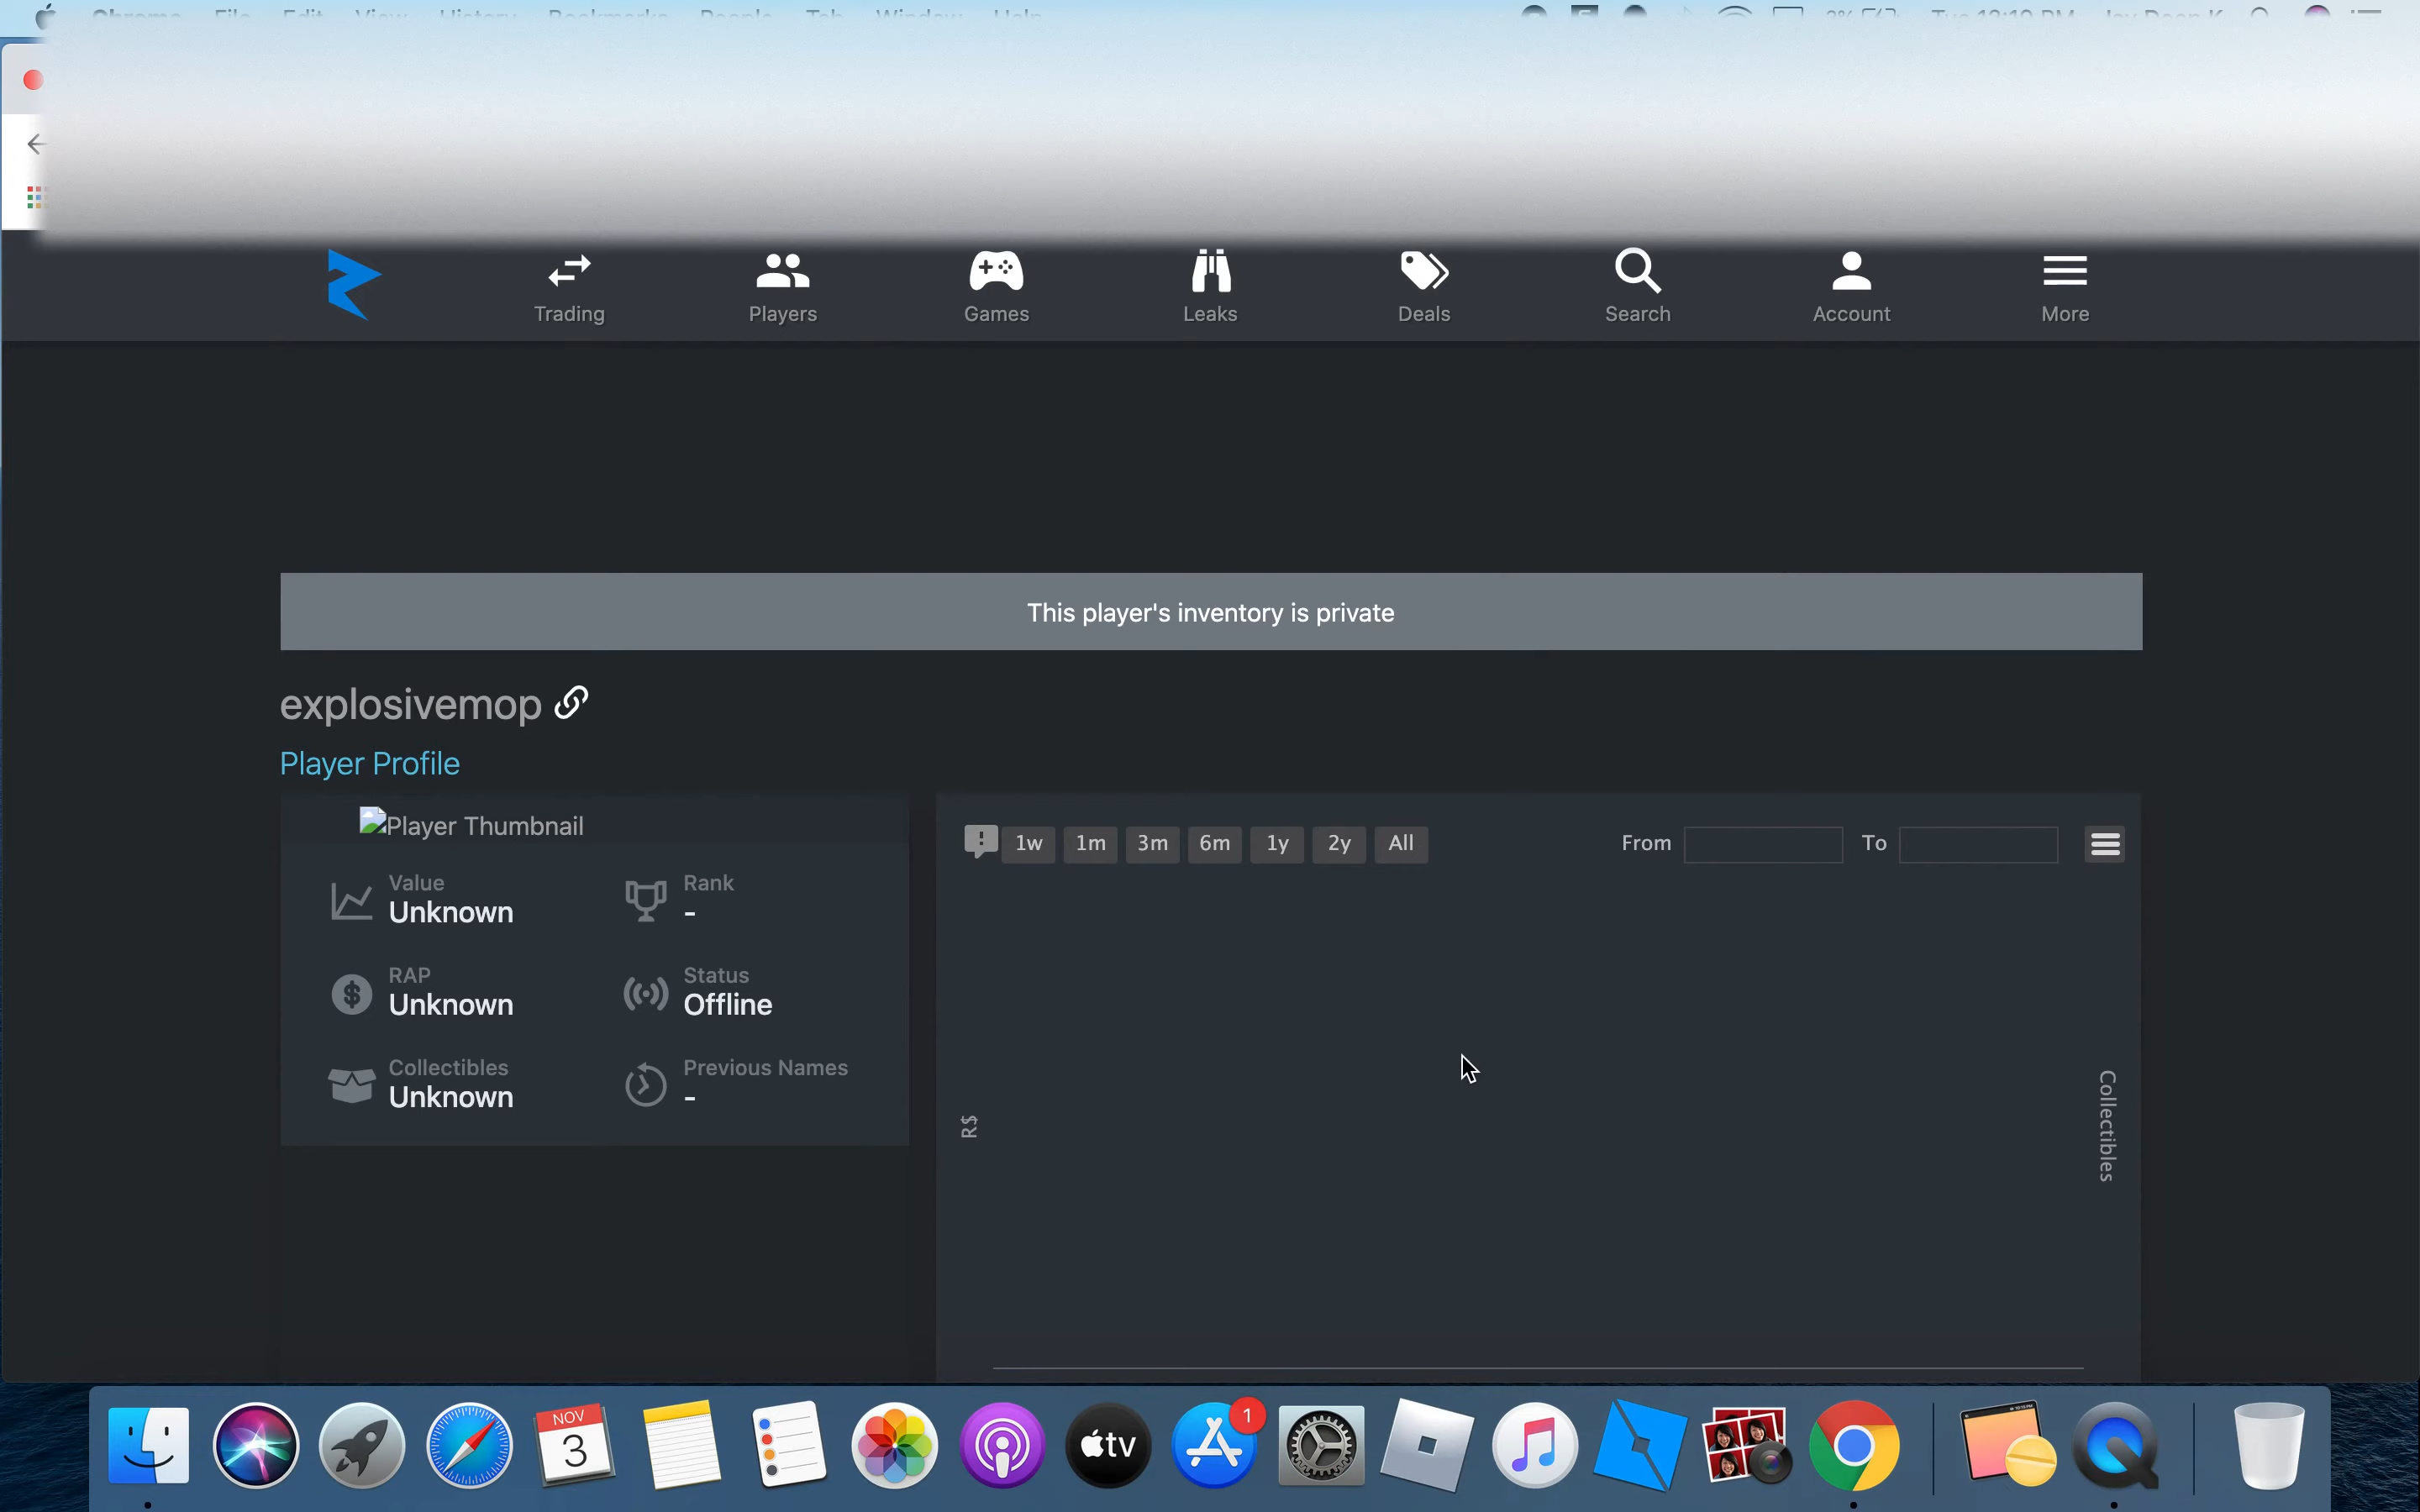 Trading
Players
Games
Leaks
Deals
Search
Account
More
This player's inventory is private
explosivemop
Player Profile
Player Thumbnail
Value
Unknown
Rank
-
RAP
Unknown
Status
Offline
Collectibles
Unknown
Previous Names
-
1w 1m 3m 6m 1y 2y All
From
To
R$
Collectibles
NOV
3
tv
1